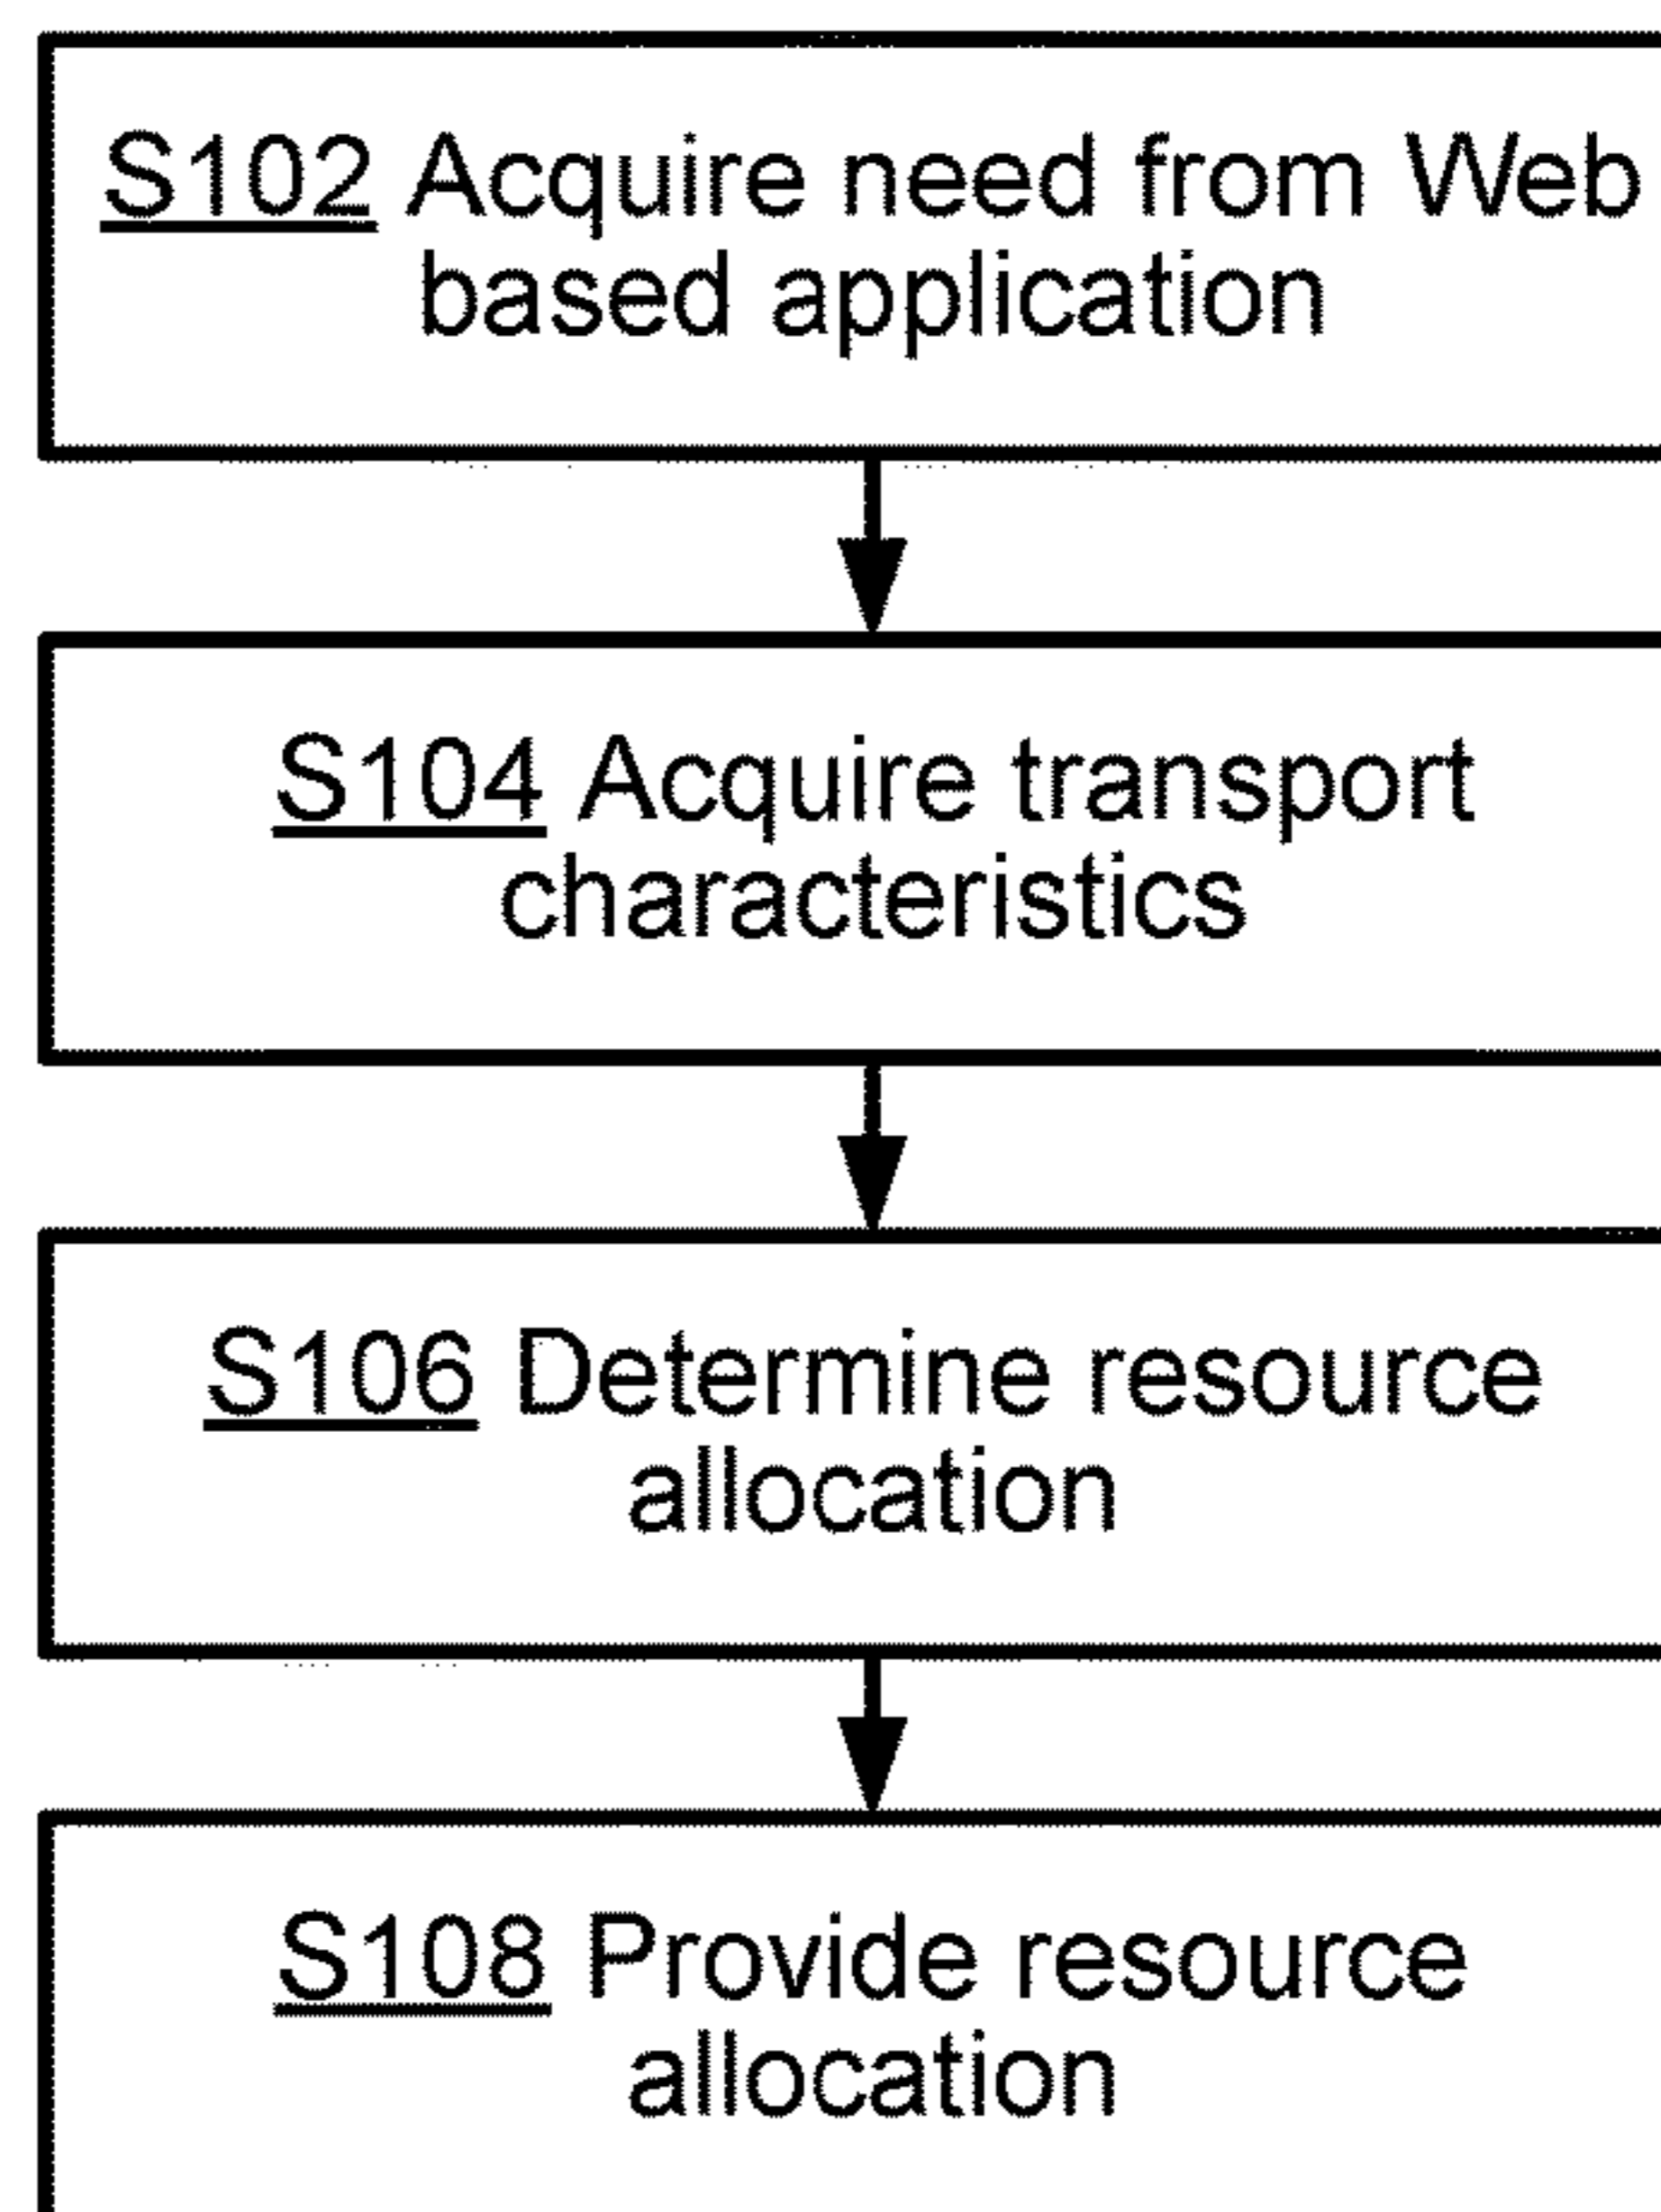 S102 Acquire need from Web
based application
S104 Acquire transport
characteristics
S106 Determine resource
allocation
S108 Provide resource
allocation